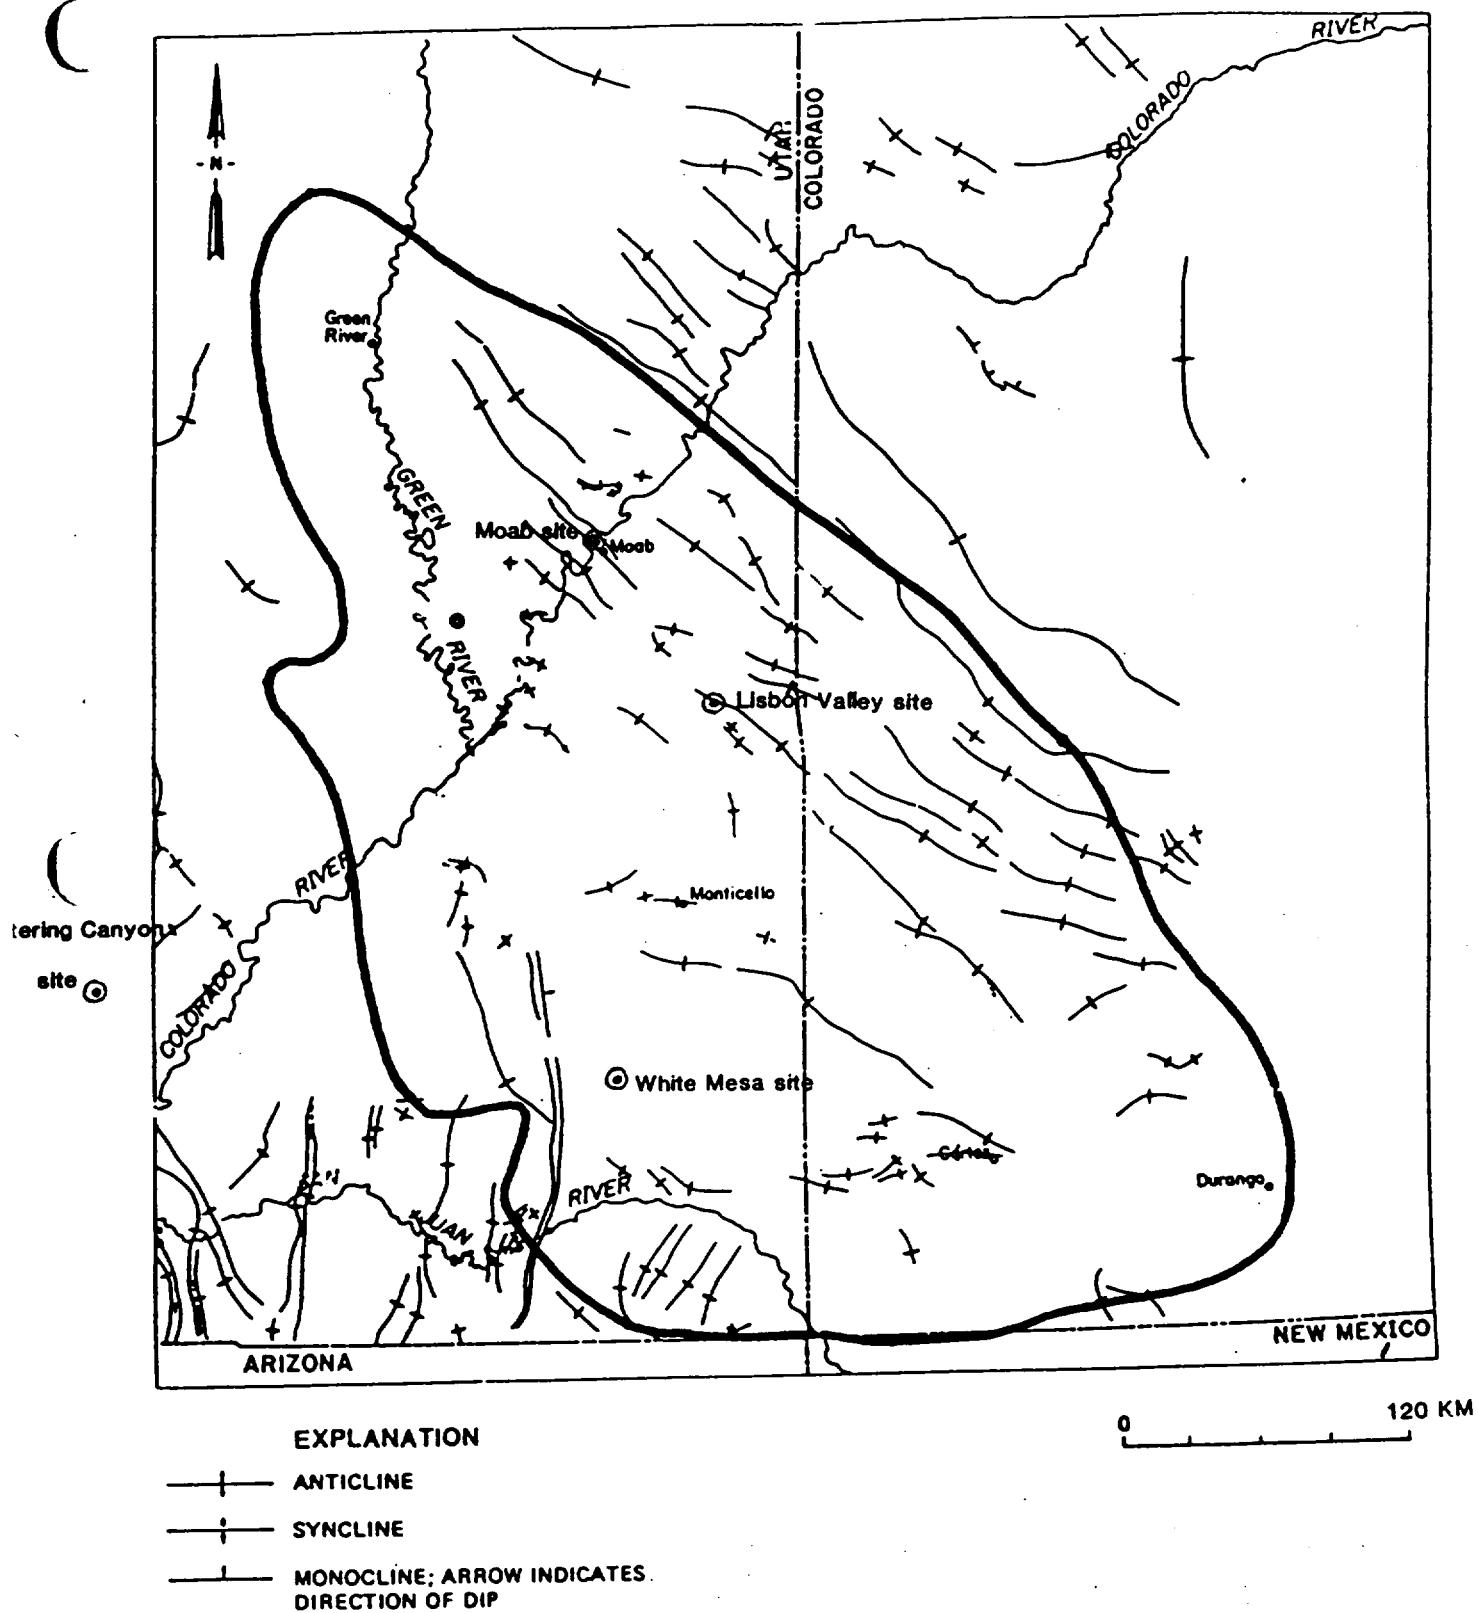 RIVER
COLORADO
UTAH
COLORADO
- N -
Green
River
GREEN
Moab site
Moab
RIVER
Lisbon Valley site
RIVER
Monticello
tering Canyon
site
COLORADO
White Mesa site
Cortez
Durango
RIVER
JUAN
NEW MEXICO
ARIZONA
0 120 KM
EXPLANATION
ANTICLINE
SYNCLINE
MONOCLINE; ARROW INDICATES
DIRECTION OF DIP